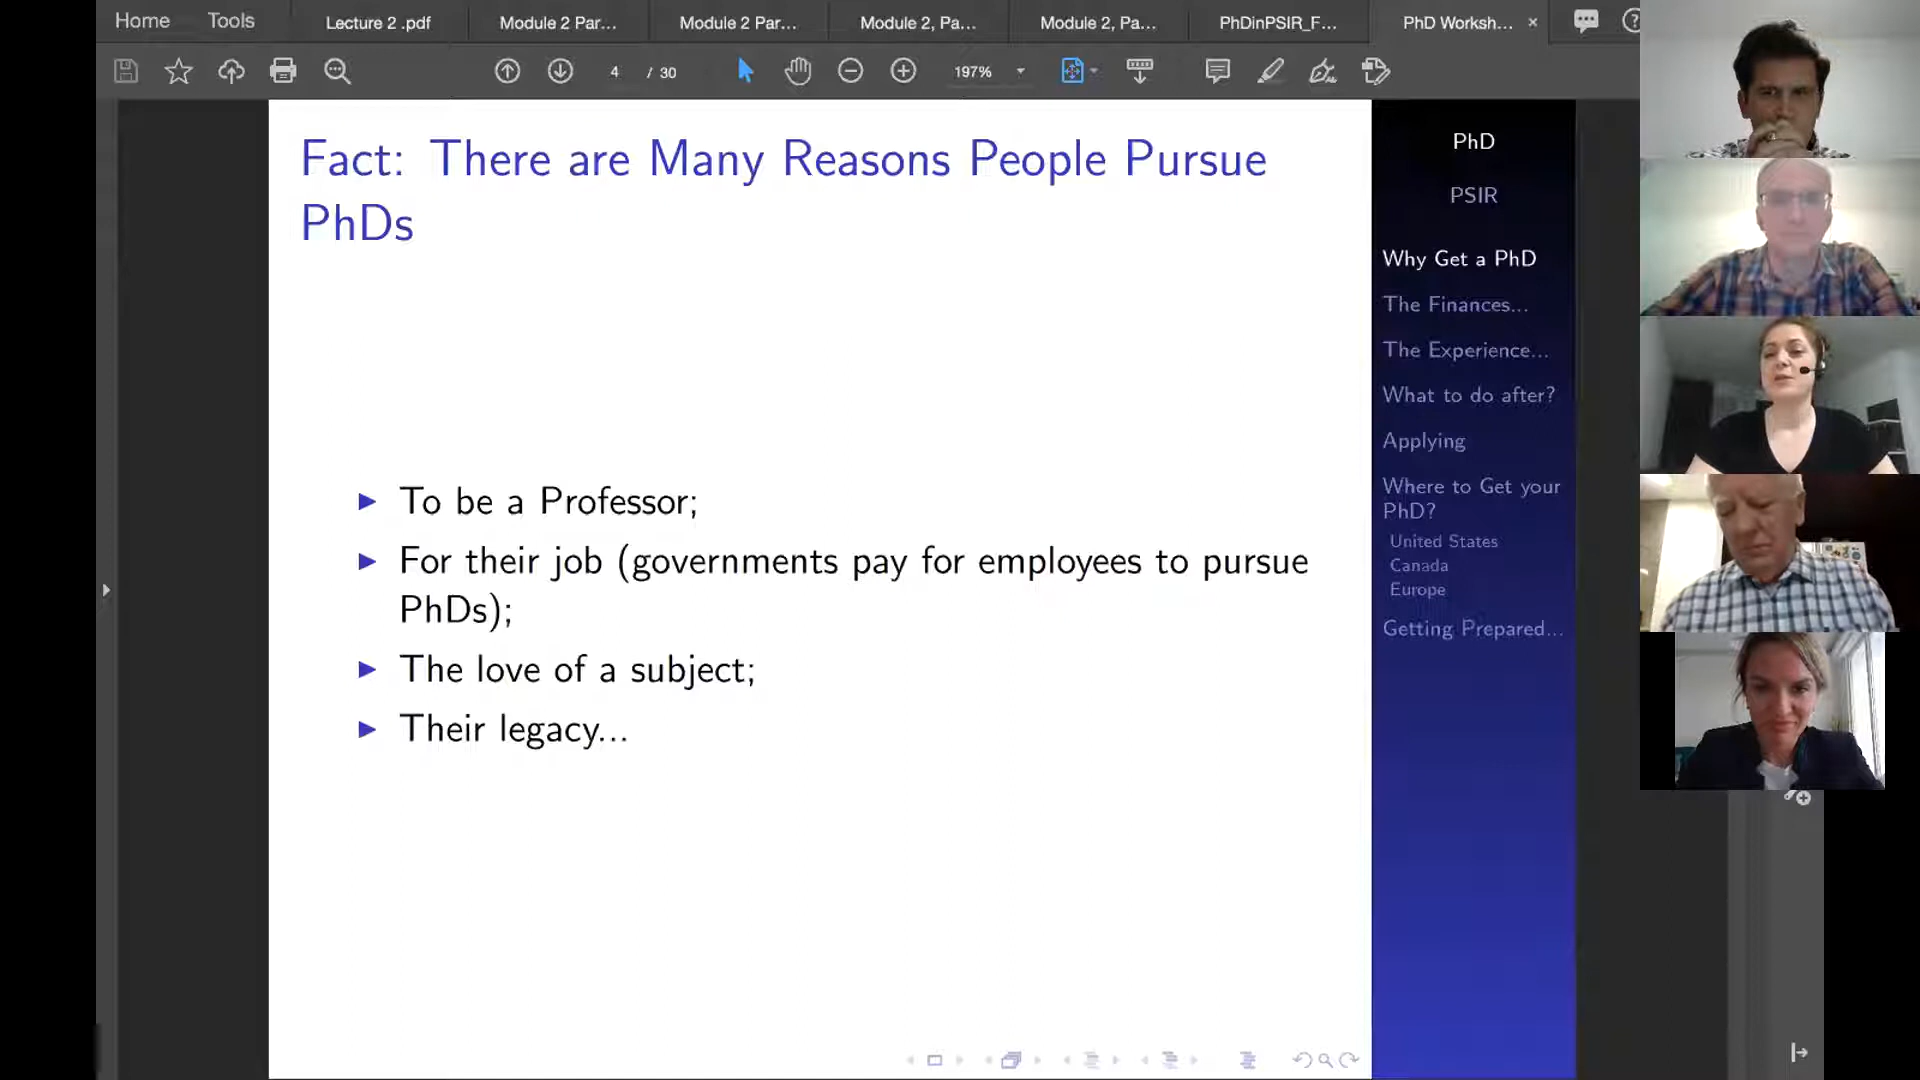 Home Tools Lecture 2 .pdf Module 2 Par... Module 2 Par... Module 2, Pa... Module 2, Pa... PhDinPSIR_F... PhD Worksh... ×
4 / 30 197%
Fact: There are Many Reasons People Pursue
PhDs
To be a Professor;
For their job (governments pay for employees to pursue
PhDs);
The love of a subject;
Their legacy...
PhD
PSIR
Why Get a PhD
The Finances...
The Experience...
What to do after?
Applying
Where to Get your
PhD?
United States
Canada
Europe
Getting Prepared...